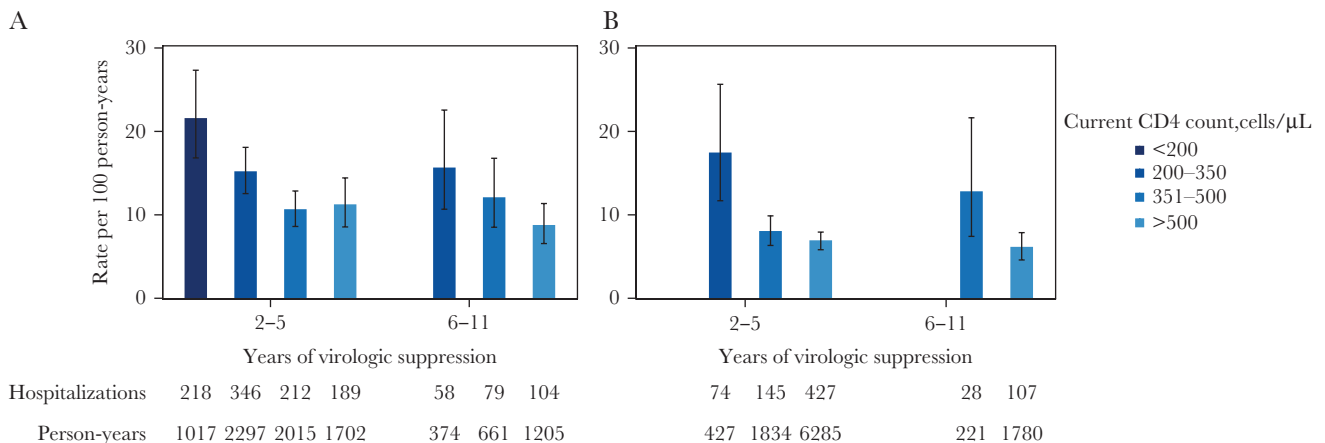 A
B
Rate per 100 person-years
30
20
10
0
2–5
6–11
Years of virologic suppression
30
20
10
0
2–5
6–11
Years of virologic suppression
Current CD4 count,cells/μL
<200
200–350
351–500
>500
Hospitalizations 218 346 212 189 58 79 104 74 145 427 28 107
Person-years 1017 2297 2015 1702 374 661 1205 427 1834 6285 221 1780